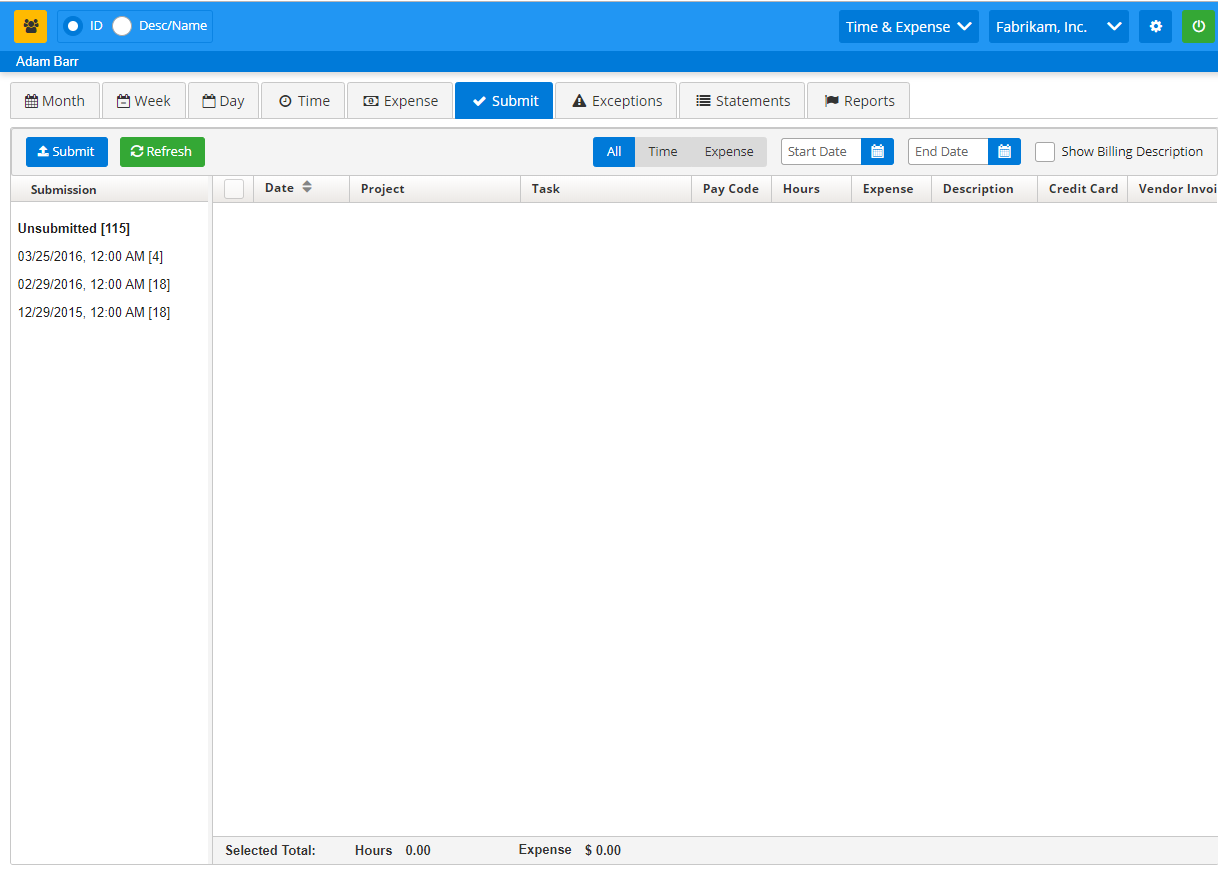 ID Desc/Name Time & Expense Fabrikam, Inc.
Adam Barr
Month Week Day Time Expense Submit Exceptions Statements Reports
Submit Refresh All Time Expense Start Date End Date Show Billing Description
Submission Date Project Task Pay Code Hours Expense Description Credit Card Vendor Invoi
Unsubmitted [115]
03/25/2016, 12:00 AM [4]
02/29/2016, 12:00 AM [18]
12/29/2015, 12:00 AM [18]
Selected Total: Hours 0.00 Expense $ 0.00